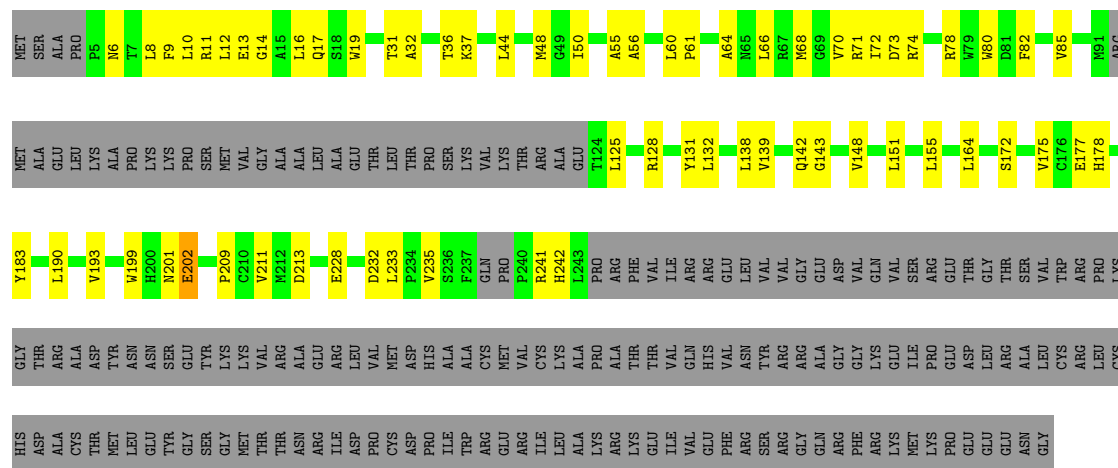 MET SER ALA PRO P5 N6 T7 L8 F9 L10 R11 L12 E13 G14 A15 L16 Q17 S18 W19 T31 A32 T36 K37 L44 M48 G49 I50 A55 A56 L60 P61 A64 N65 L66 R67 M68 G69 V70 R71 I72 D73 R74 R78 W79 W80 D81 F82 V85 M91 ARG
MET ALA GLU LEU LYS ALA PRO LYS LYS PRO SER MET VAL GLY ALA ALA LEU ALA GLU THR LEU THR PRO SER LYS VAL LYS THR ARG ALA GLU T124 L125 R128 Y131 L132 L138 V139 Q142 G143 V148 L151 L155 L164 S172 V175 C176 E177 H178
Y183 L190 V193 W199 H200 N201 E202 P209 C210 V211 M212 D213 E228 D232 L233 P234 V235 S236 F237 GLN PRO P240 R241 H242 L243 PRO ARG PHE VAL ILE ARG ARG GLU LEU VAL VAL GLY GLU ASP VAL GLN VAL SER ARG GLU THR GLY THR SER VAL TRP ARG PRO LYS
GLY THR ARG ALA ASP TYR ASN ASN SER GLU TYR LYS LYS VAL ARG ALA GLU ARG ASP LEU VAL MET ASP HIS ALA ALA CYS MET VAL CYS LYS ALA PRO ALA THR THR VAL GLN HIS VAL ASN TYR ARG ARG ALA GLY GLY LYS GLU ILE PRO GLU ASP LEU ARG ALA LEU CYS ARG LEU CYS
HIS ASP ALA CYS THR MET LEU GLU TYR GLY SER GLY MET THR THR ASN ARG ILE ASP PRO CYS ASP PRO ILE TRP ARG GLU ARG ILE LEU ALA LYS ARG LYS GLU ILE VAL GLU PHE ARG SER ARG GLY GLN ARG PHE ARG LYS MET LYS PRO GLU GLU GLU ASN GLY